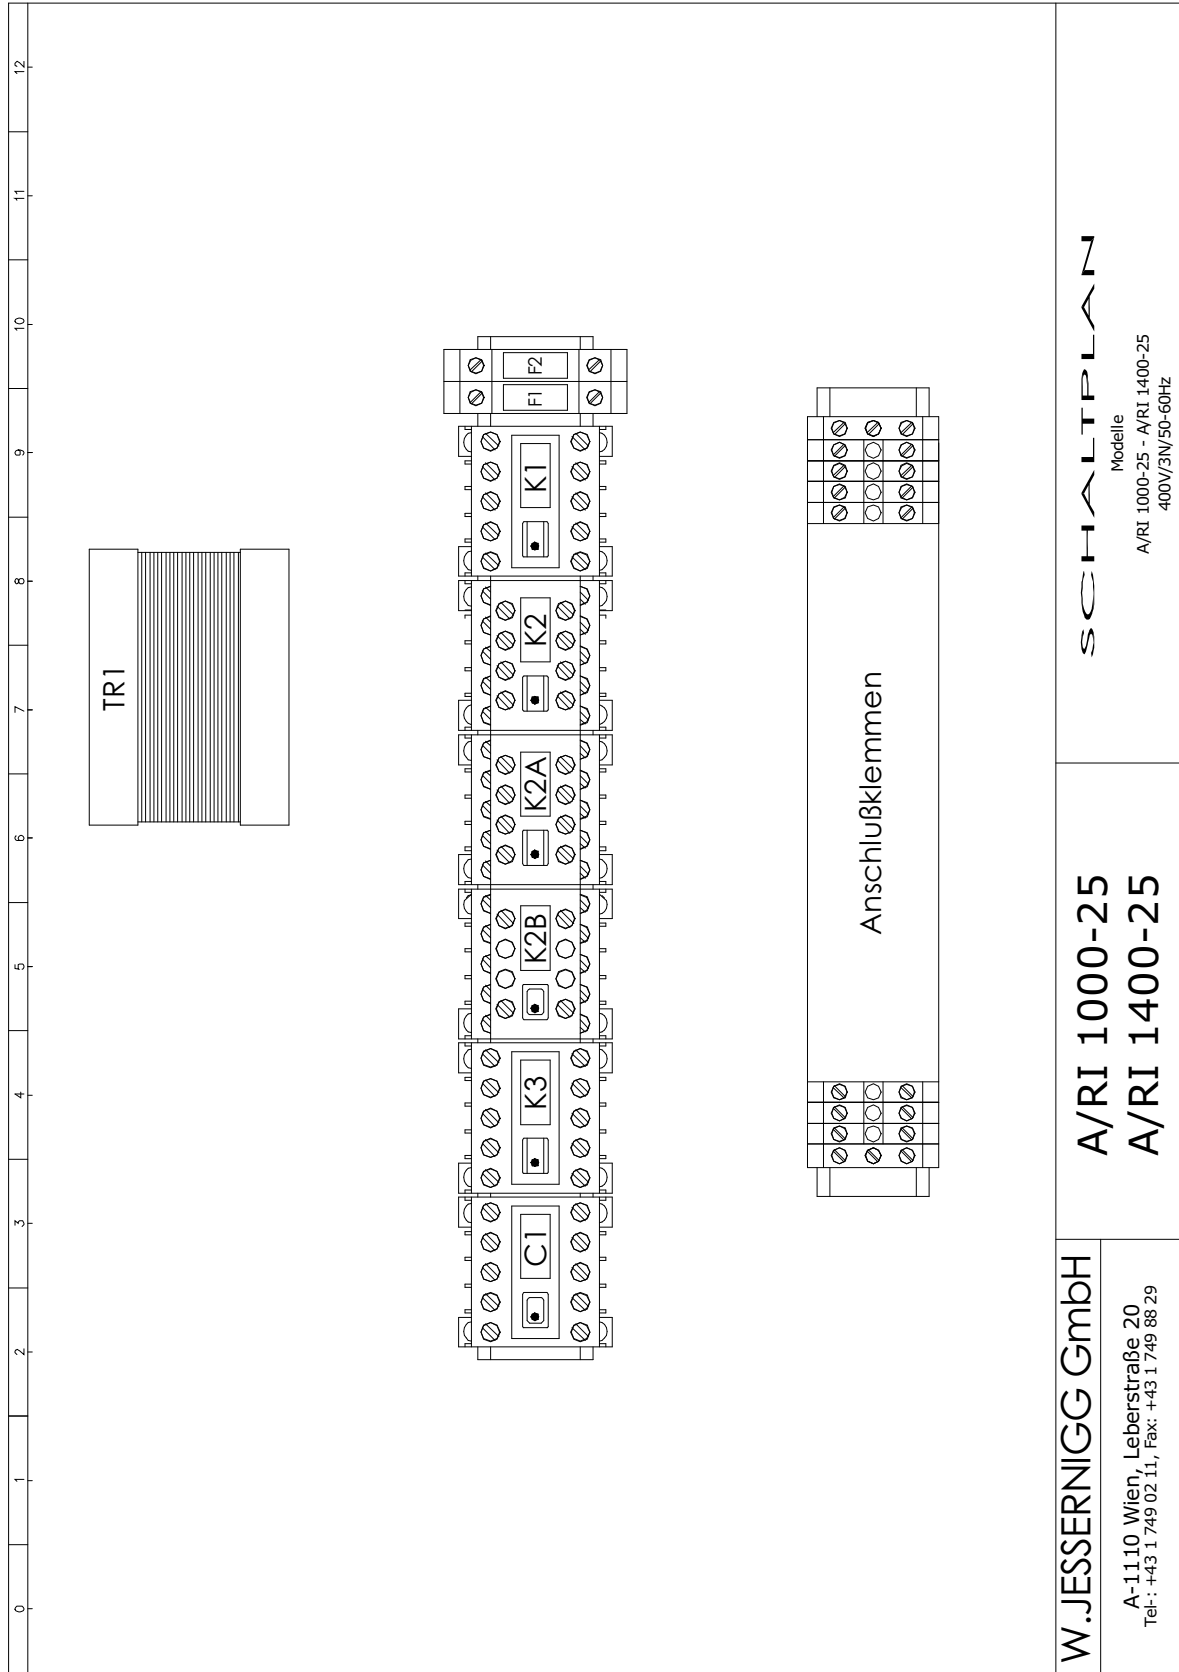 0 1 2 3 4 5 6 7 8 9 10 11 12
TR1
C1 K3 K2B K2A K2 K1 F1 F2
Anschlußklemmen
W.JESSERNIGG GmbH
A-1110 Wien, Leberstraße 20
Tel-: +43 1 749 02 11, Fax: +43 1 749 88 29
A/RI 1000-25
A/RI 1400-25
SCHALTPLAN
Modelle
A/RI 1000-25 - A/RI 1400-25
400V/3N/50-60Hz